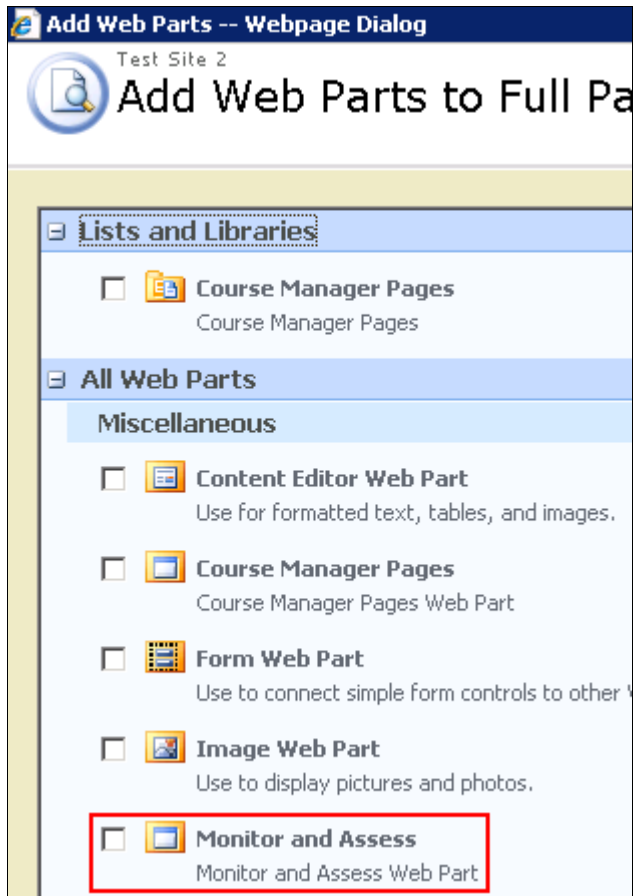 Add Web Parts -- Webpage Dialog
Test Site 2
Add Web Parts to Full Pa
Lists and Libraries
Course Manager Pages
Course Manager Pages
All Web Parts
Miscellaneous
Content Editor Web Part
Use for formatted text, tables, and images.
Course Manager Pages
Course Manager Pages Web Part
Form Web Part
Use to connect simple form controls to other
Image Web Part
Use to display pictures and photos.
Monitor and Assess
Monitor and Assess Web Part